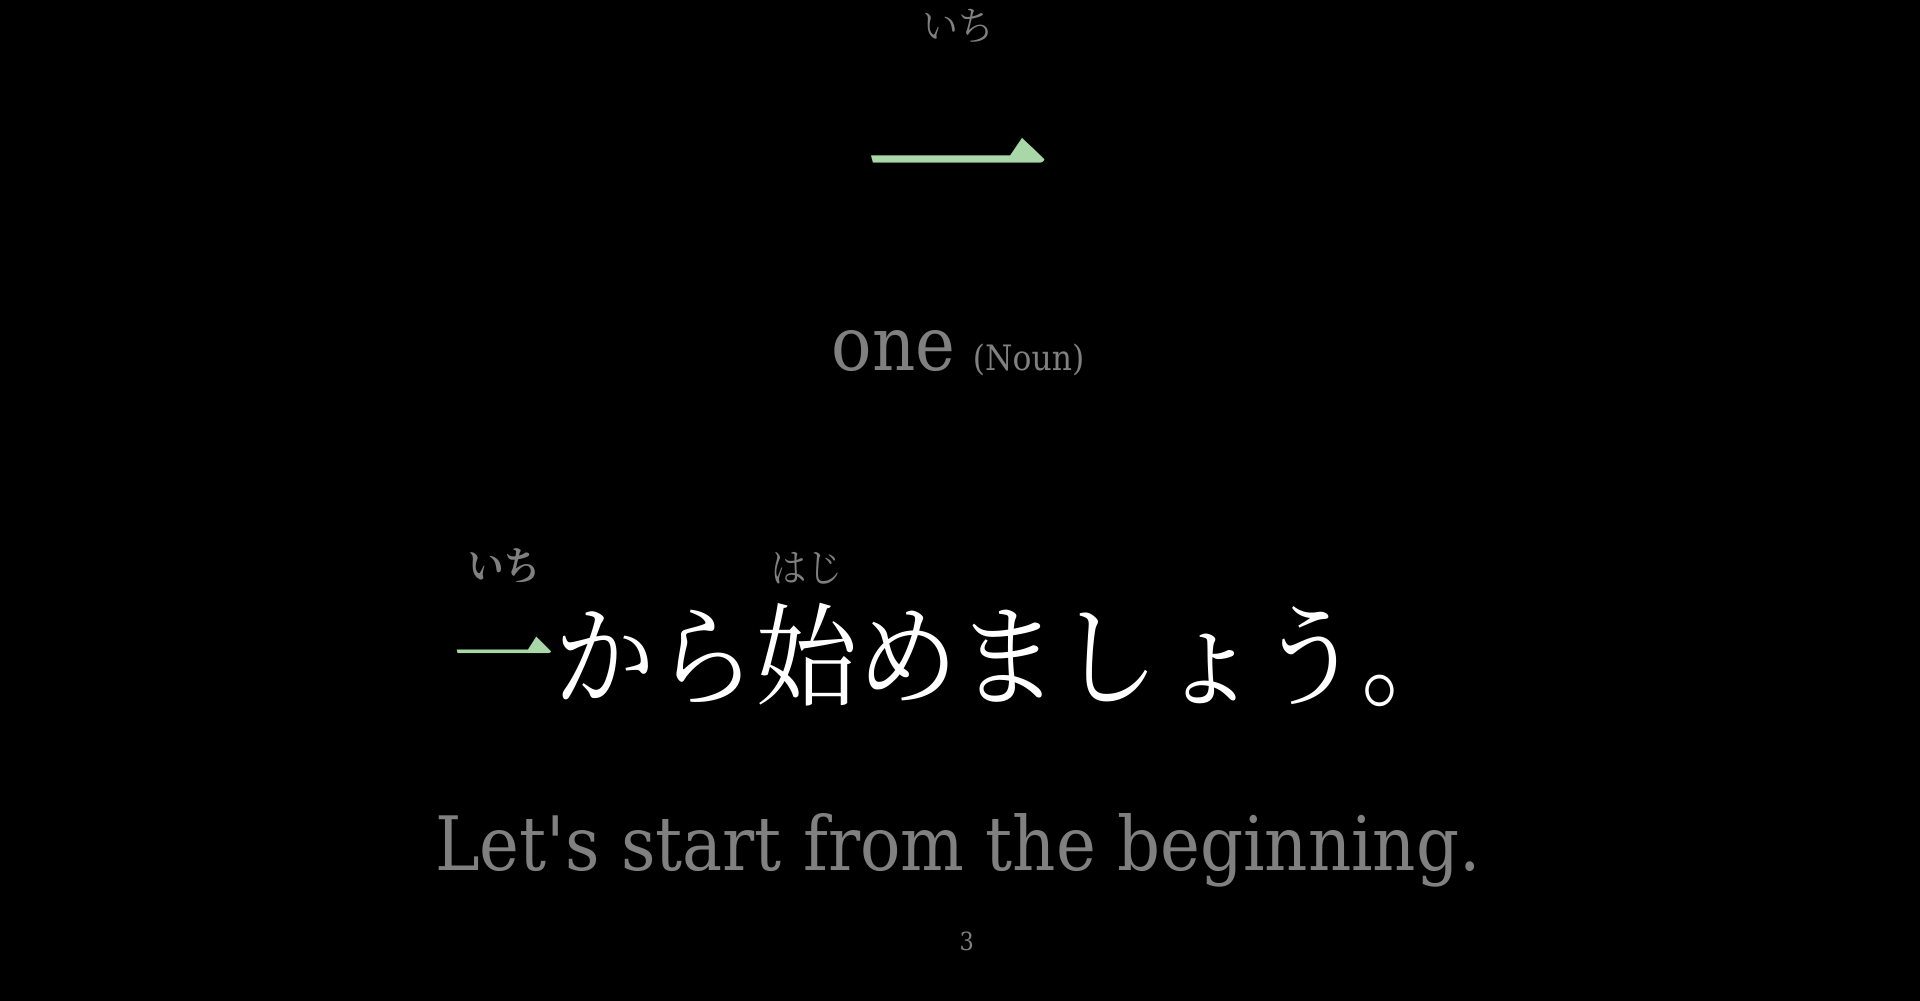 いち
一
one (Noun)
いち はじ
一から始めましょう。
Let's start from the beginning.
3